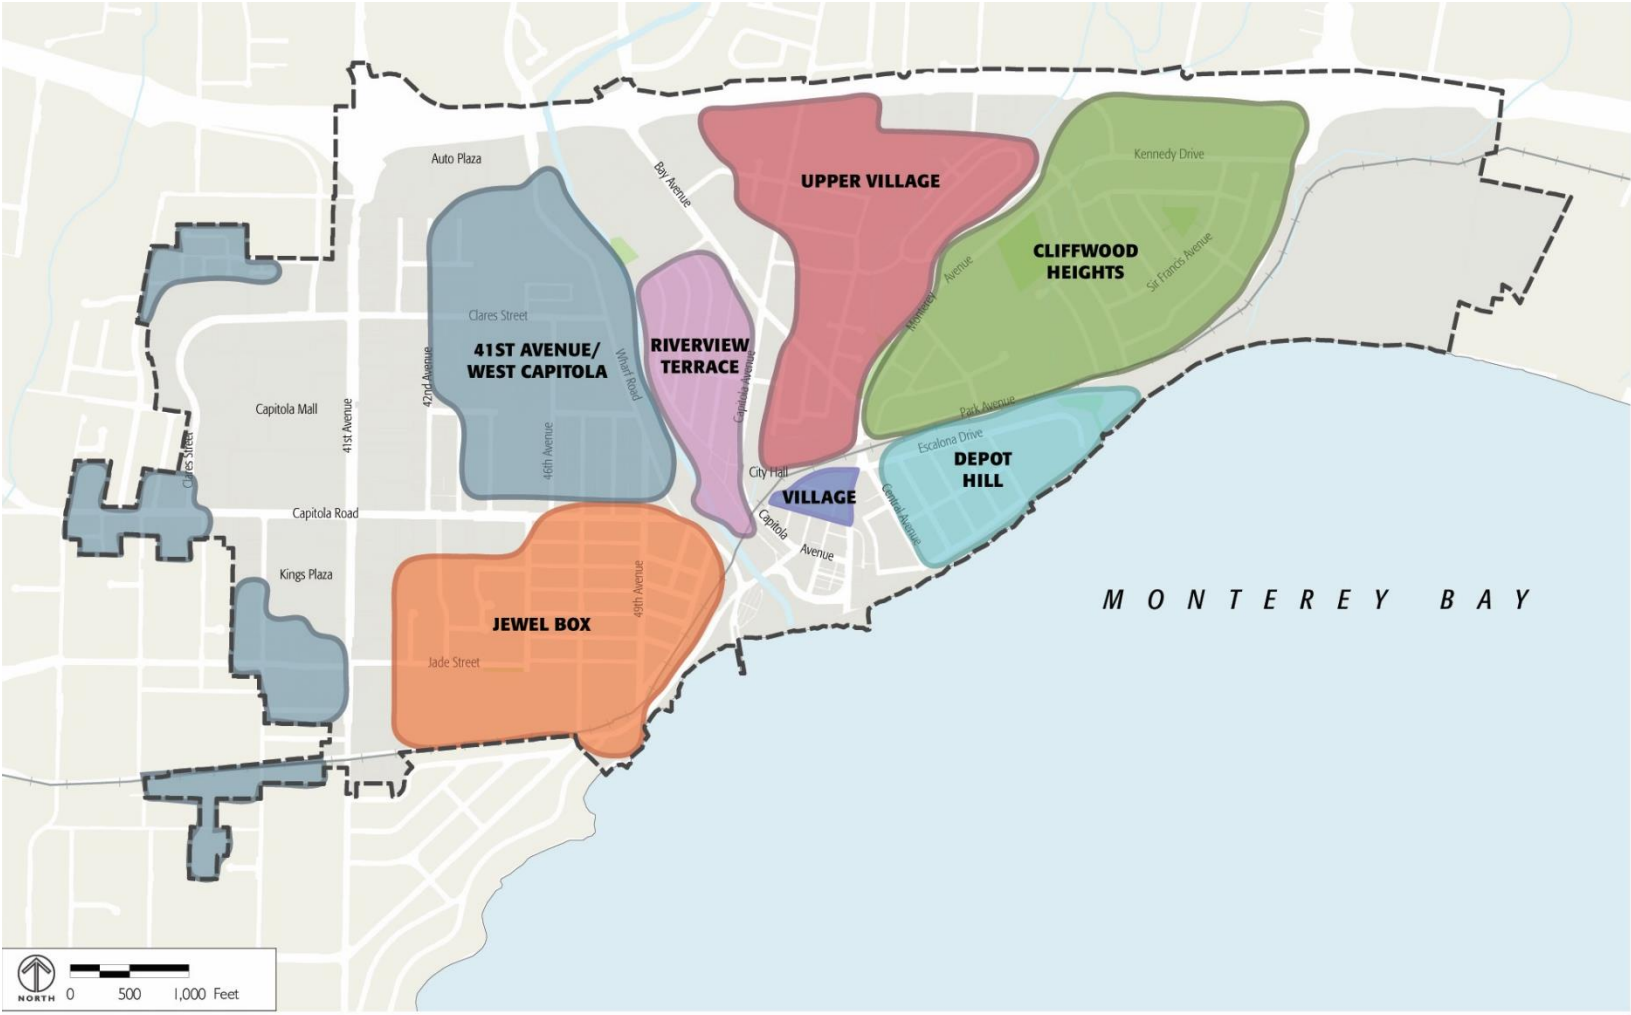 Auto Plaza
Bay Avenue
UPPER VILLAGE
Kennedy Drive
CLIFFWOOD
HEIGHTS
Sir Francis Avenue
Monterey Avenue
Clares Street
41ST AVENUE/
WEST CAPITOLA
Wharf Road
RIVERVIEW
TERRACE
Capitola Avenue
42nd Avenue
Capitola Mall
41st Avenue
Clares Street
46th Avenue
Park Avenue
Escalona Drive
DEPOT
HILL
City Hall
VILLAGE
Central Avenue
Capitola Avenue
Capitola Road
Kings Plaza
49th Avenue
JEWEL BOX
Jade Street
MONTEREY BAY
NORTH
0 500 1,000 Feet